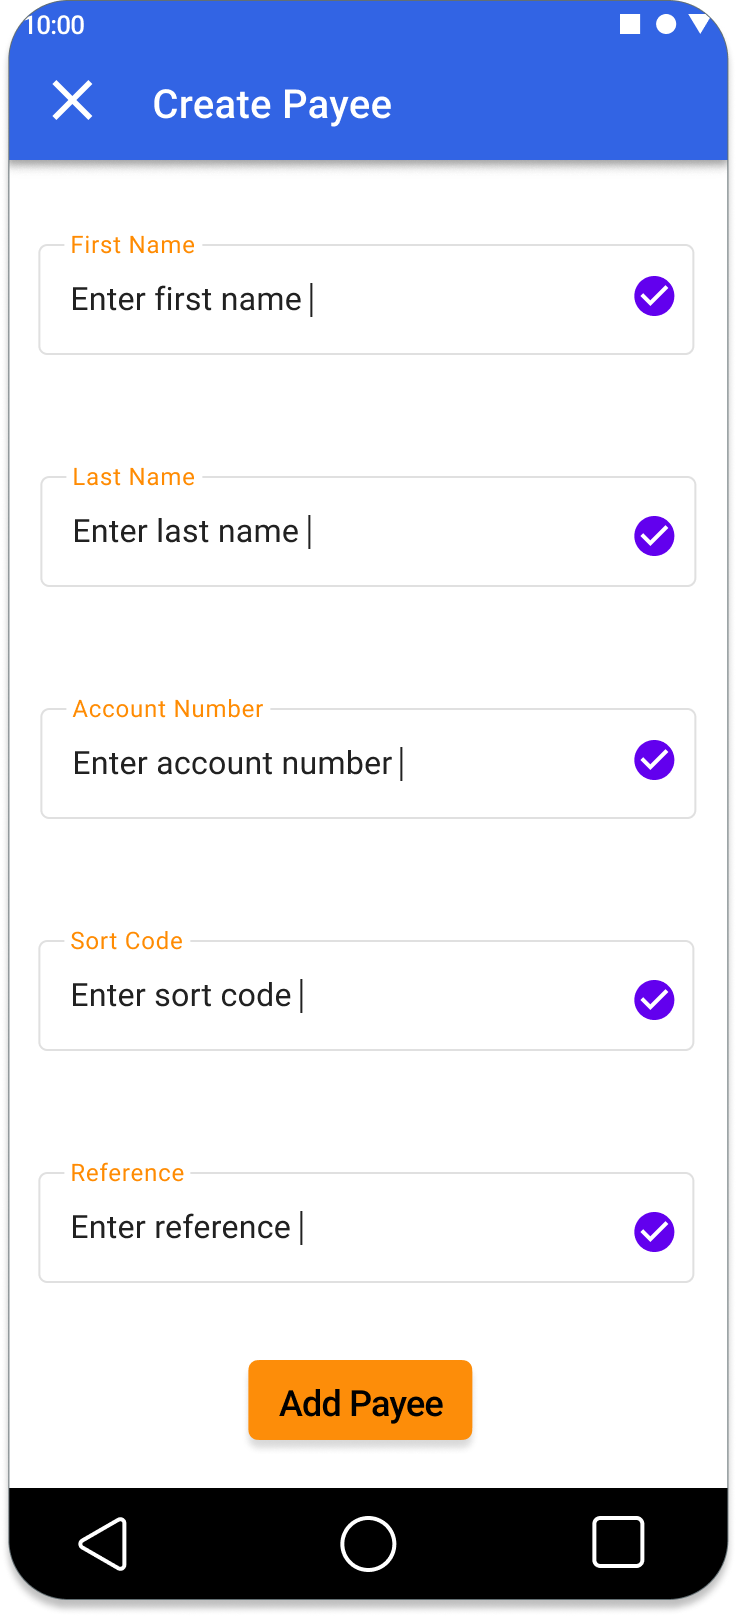 10:00
Create Payee
First Name
Enter first name
Last Name
Enter last name
Account Number
Enter account number
Sort Code
Enter sort code
Reference
Enter reference
Add Payee